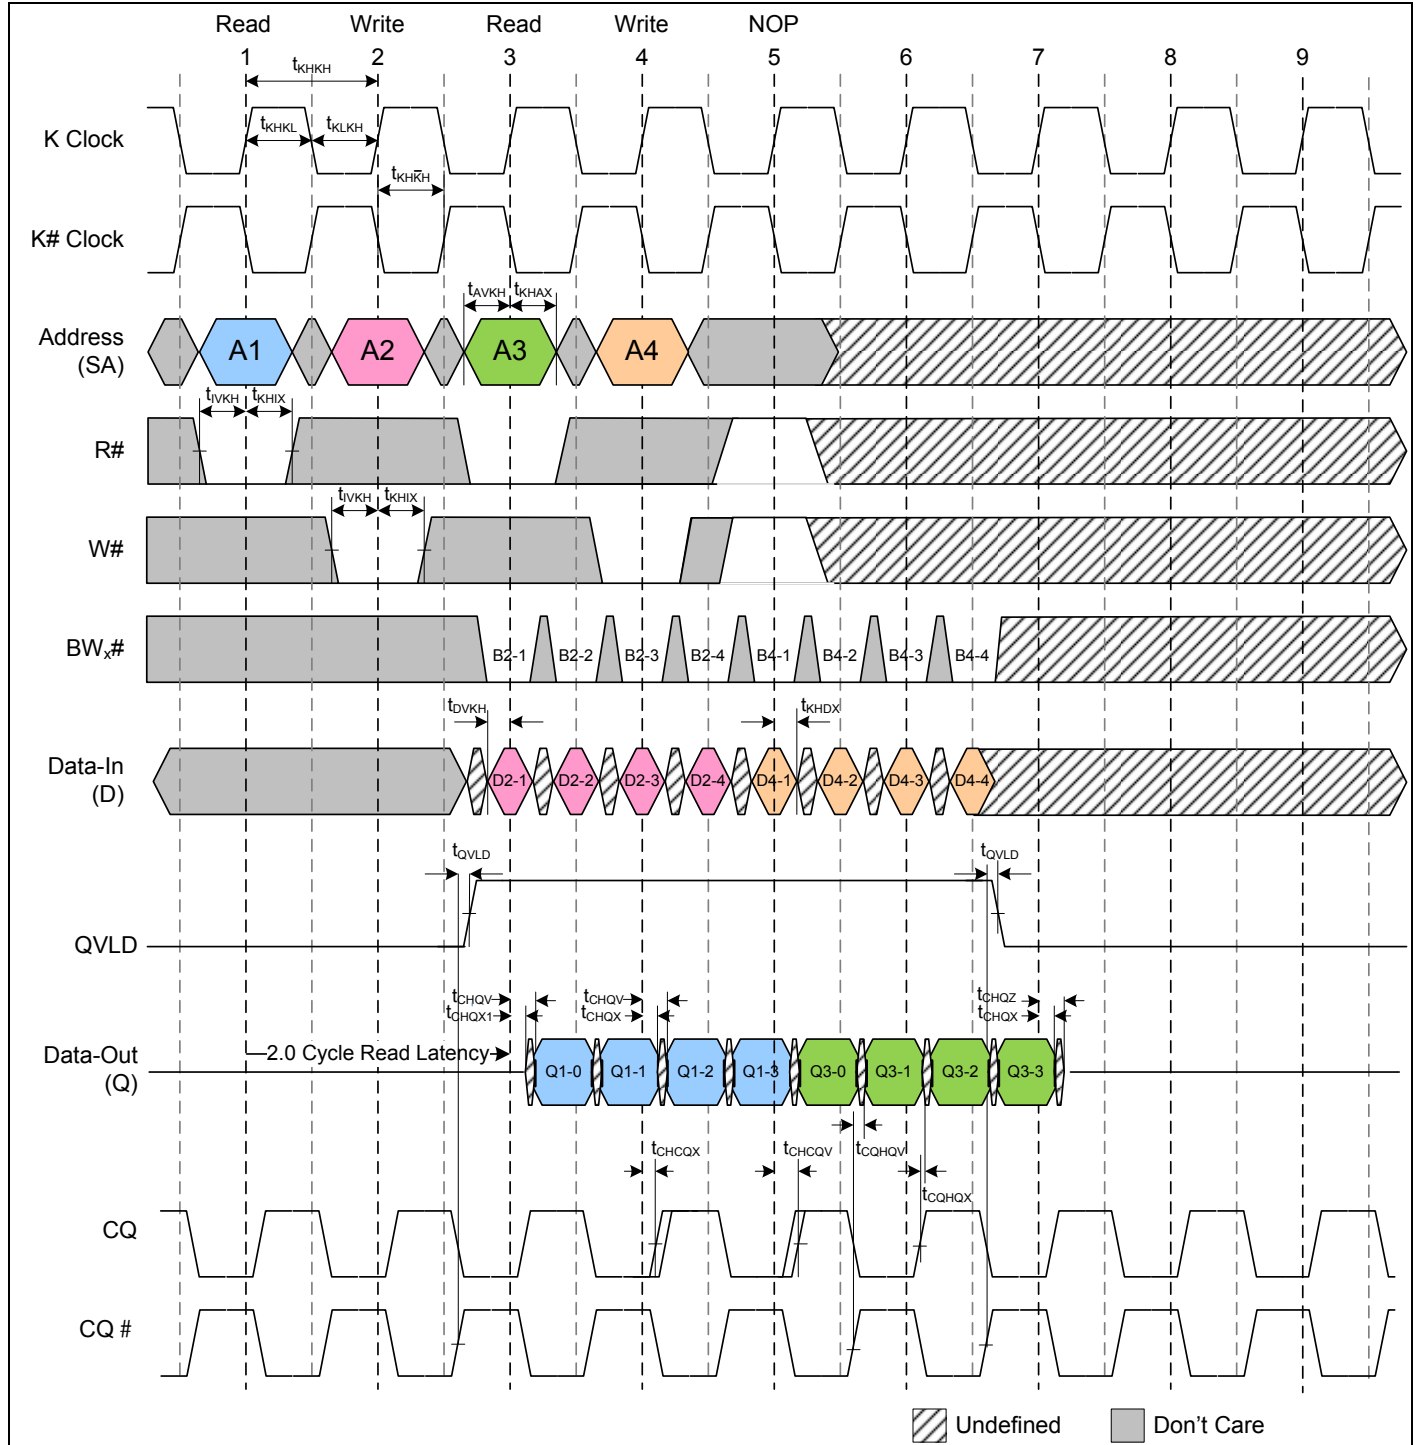 Read Write Read Write NOP
1 2 3 4 5 6 7 8 9
tKHKH
K Clock tKHKL tKLKH
tKHK̅H
K# Clock
tAVKH tKHAX
Address (SA) A1 A2 A3 A4
tIVKH tKHIX
R#
tIVKH tKHIX
W#
BWx# B2-1 B2-2 B2-3 B2-4 B4-1 B4-2 B4-3 B4-4
tDVKH tKHDX
Data-In (D) D2-1 D2-2 D2-3 D2-4 D4-1 D4-2 D4-3 D4-4
tQVLD tQVLD
QVLD
tCHQV tCHQV tCHQZ
tCHQX1 tCHQX tCHQX
Data-Out (Q) 2.0 Cycle Read Latency Q1-0 Q1-1 Q1-2 Q1-3 Q3-0 Q3-1 Q3-2 Q3-3
tCHCQX tCHCQV tCQHQV
tCQHQX
CQ
CQ #
Undefined Don't Care